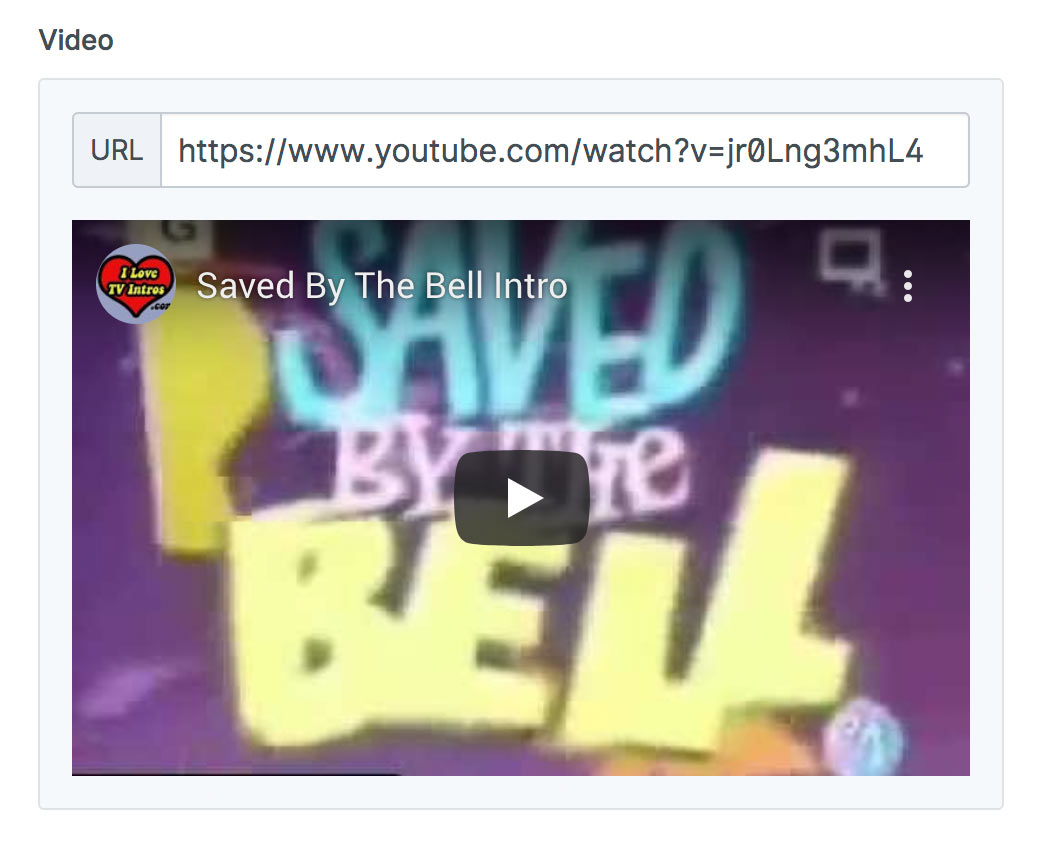 Video
URL
https://www.youtube.com/watch?v=jr0Lng3mhL4
G
I Love
TV Intros
.com
Saved By The Bell Intro
SAVED
BY THE
BELL